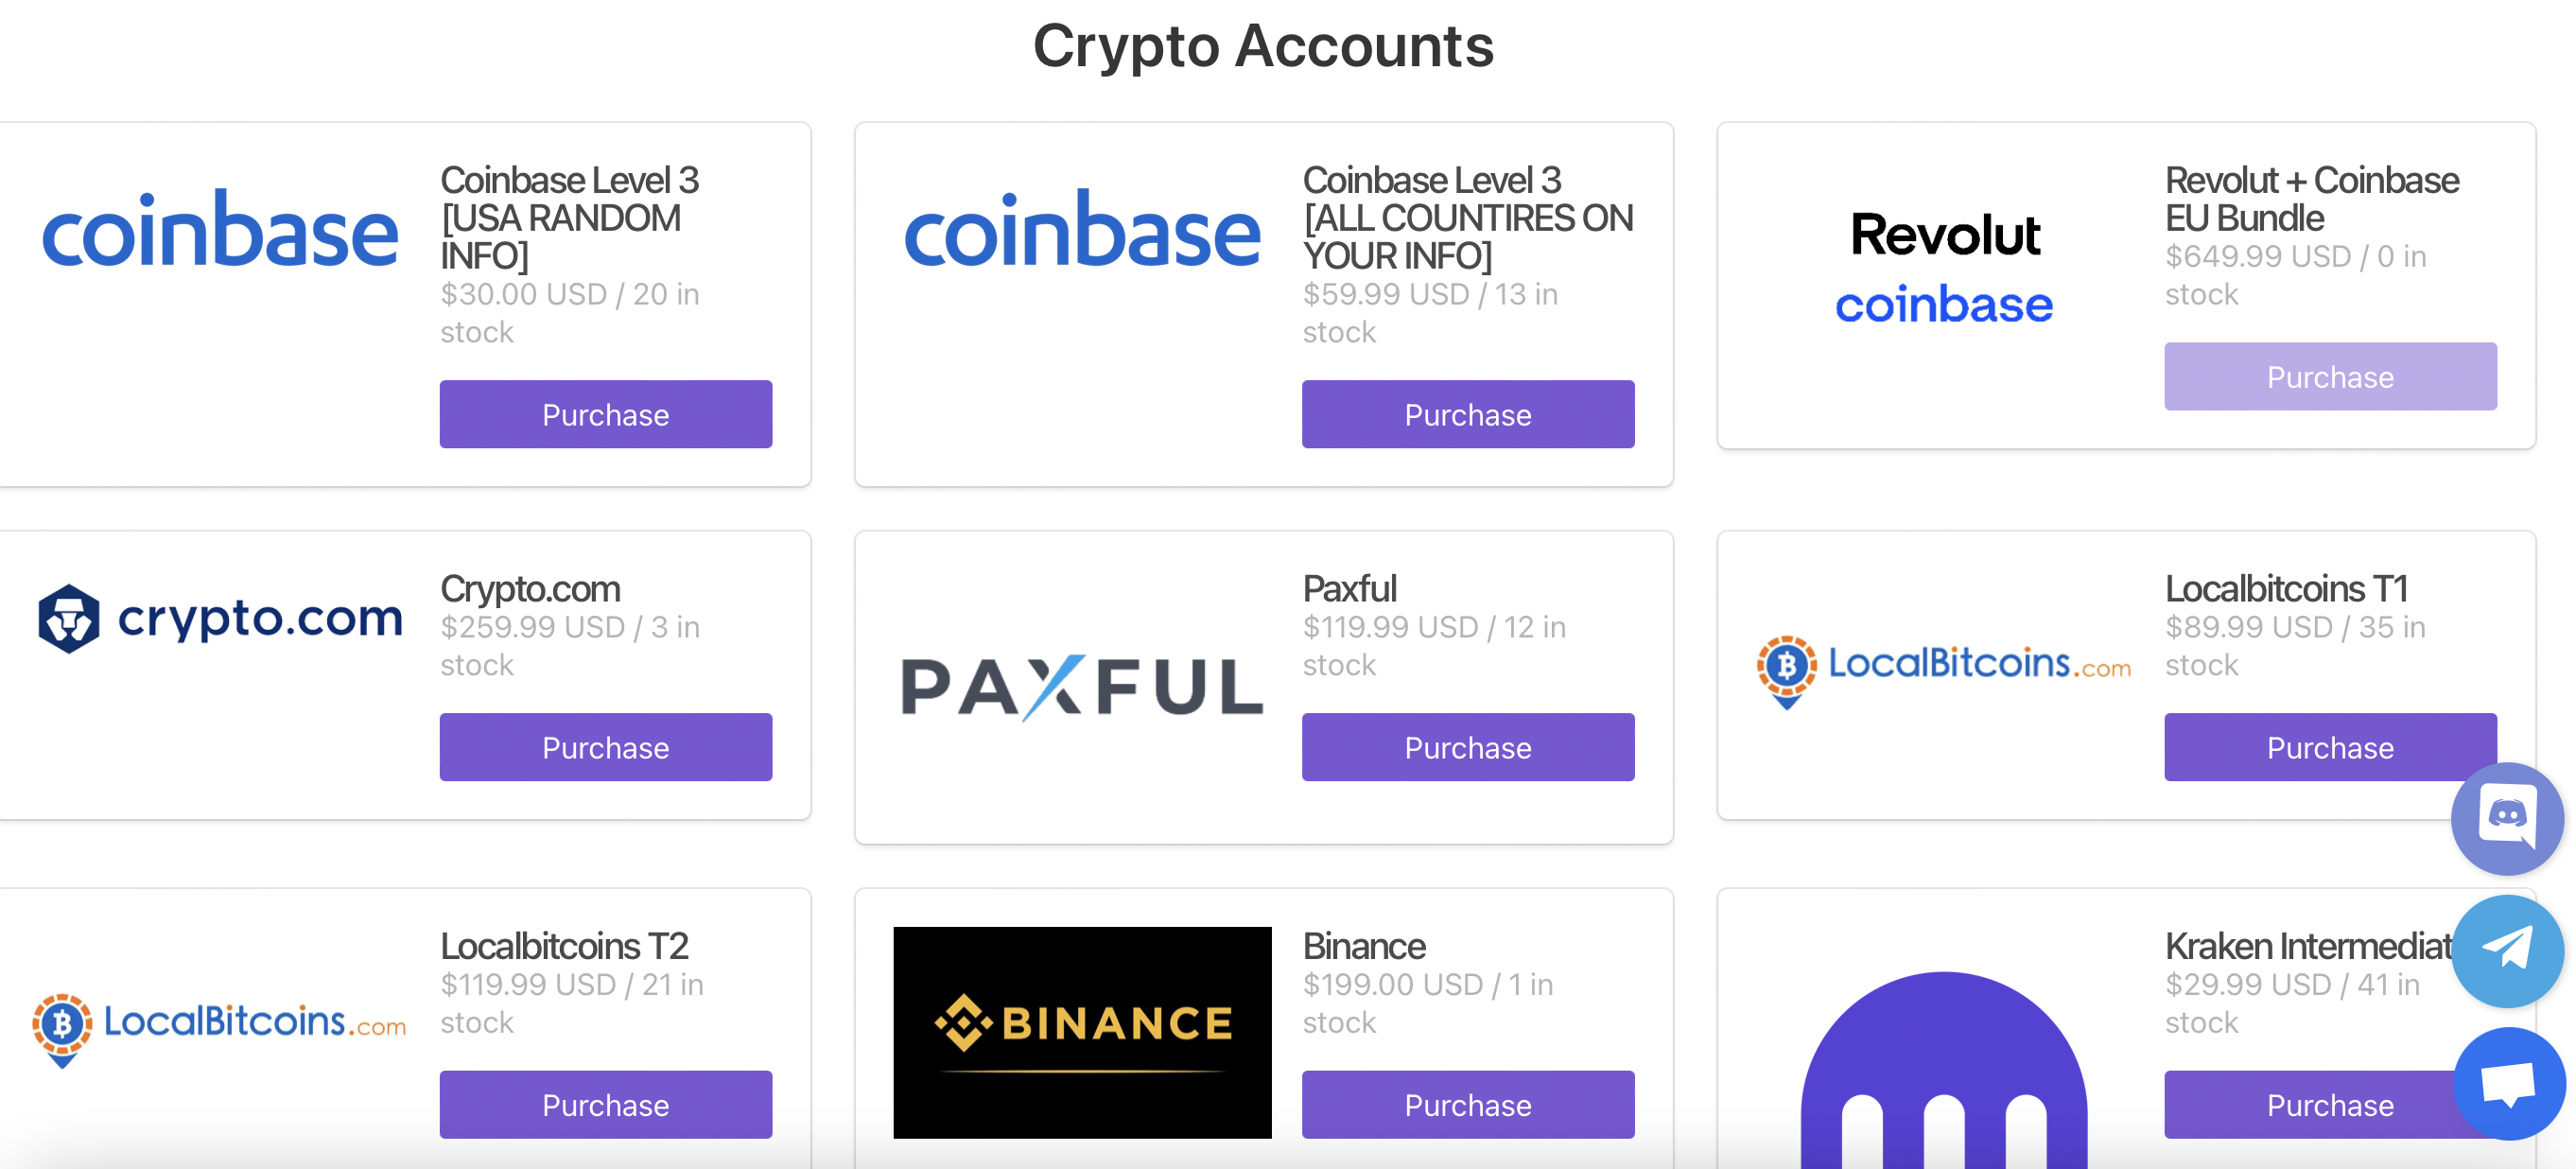 Crypto Accounts
coinbase
Coinbase Level 3
[USA RANDOM
INFO]
$30.00 USD / 20 in
stock
Purchase
coinbase
Coinbase Level 3
[ALL COUNTIRES ON
YOUR INFO]
$59.99 USD / 13 in
stock
Purchase
Revolut
coinbase
Revolut + Coinbase
EU Bundle
$649.99 USD / 0 in
stock
Purchase
crypto.com
Crypto.com
$259.99 USD / 3 in
stock
Purchase
PAXFUL
Paxful
$119.99 USD / 12 in
stock
Purchase
LocalBitcoins.com
Localbitcoins T1
$89.99 USD / 35 in
stock
Purchase
LocalBitcoins.com
Localbitcoins T2
$119.99 USD / 21 in
stock
Purchase
BINANCE
Binance
$199.00 USD / 1 in
stock
Purchase
Kraken Intermediat
$29.99 USD / 41 in
stock
Purchase